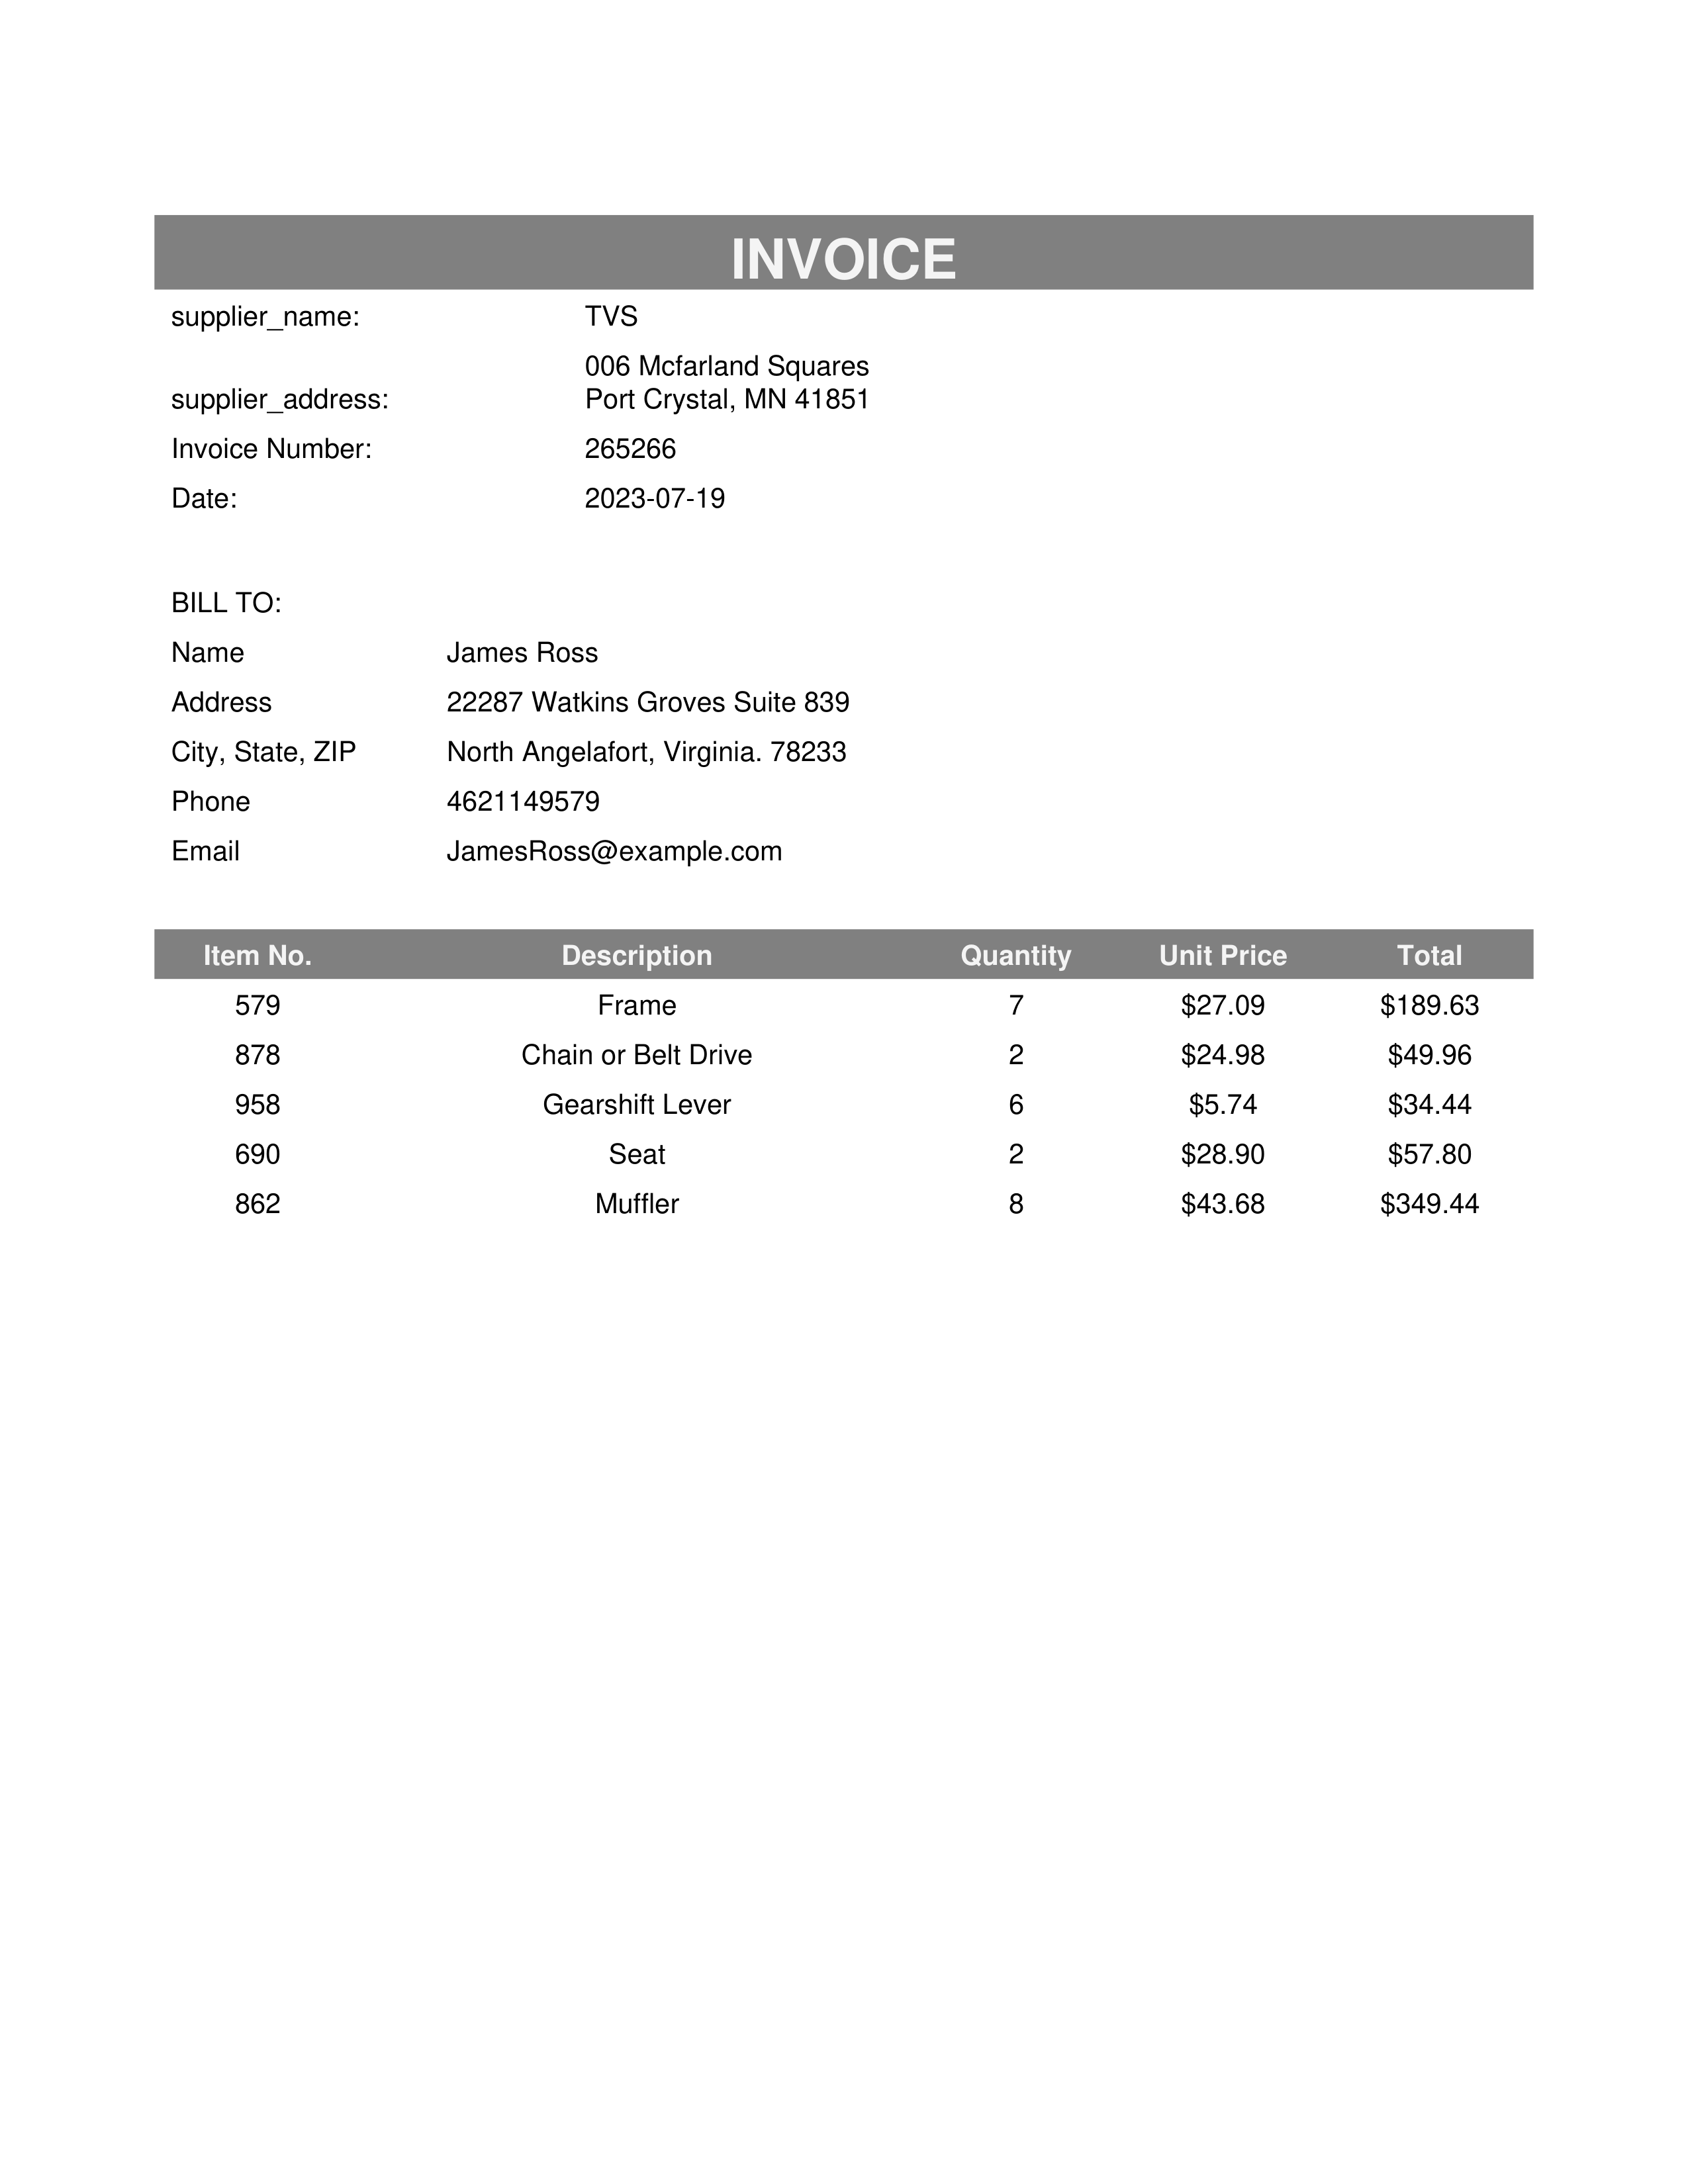 INVOICE
supplier_name: TVS
006 Mcfarland Squares
supplier_address: Port Crystal, MN 41851
Invoice Number: 265266
Date: 2023-07-19
BILL TO:
Name James Ross
Address 22287 Watkins Groves Suite 839
City, State, ZIP North Angelafort, Virginia. 78233
Phone 4621149579
Email JamesRoss@example.com
Item No. Description Quantity Unit Price Total
579 Frame 7 $27.09 $189.63
878 Chain or Belt Drive 2 $24.98 $49.96
958 Gearshift Lever 6 $5.74 $34.44
690 Seat 2 $28.90 $57.80
862 Muffler 8 $43.68 $349.44